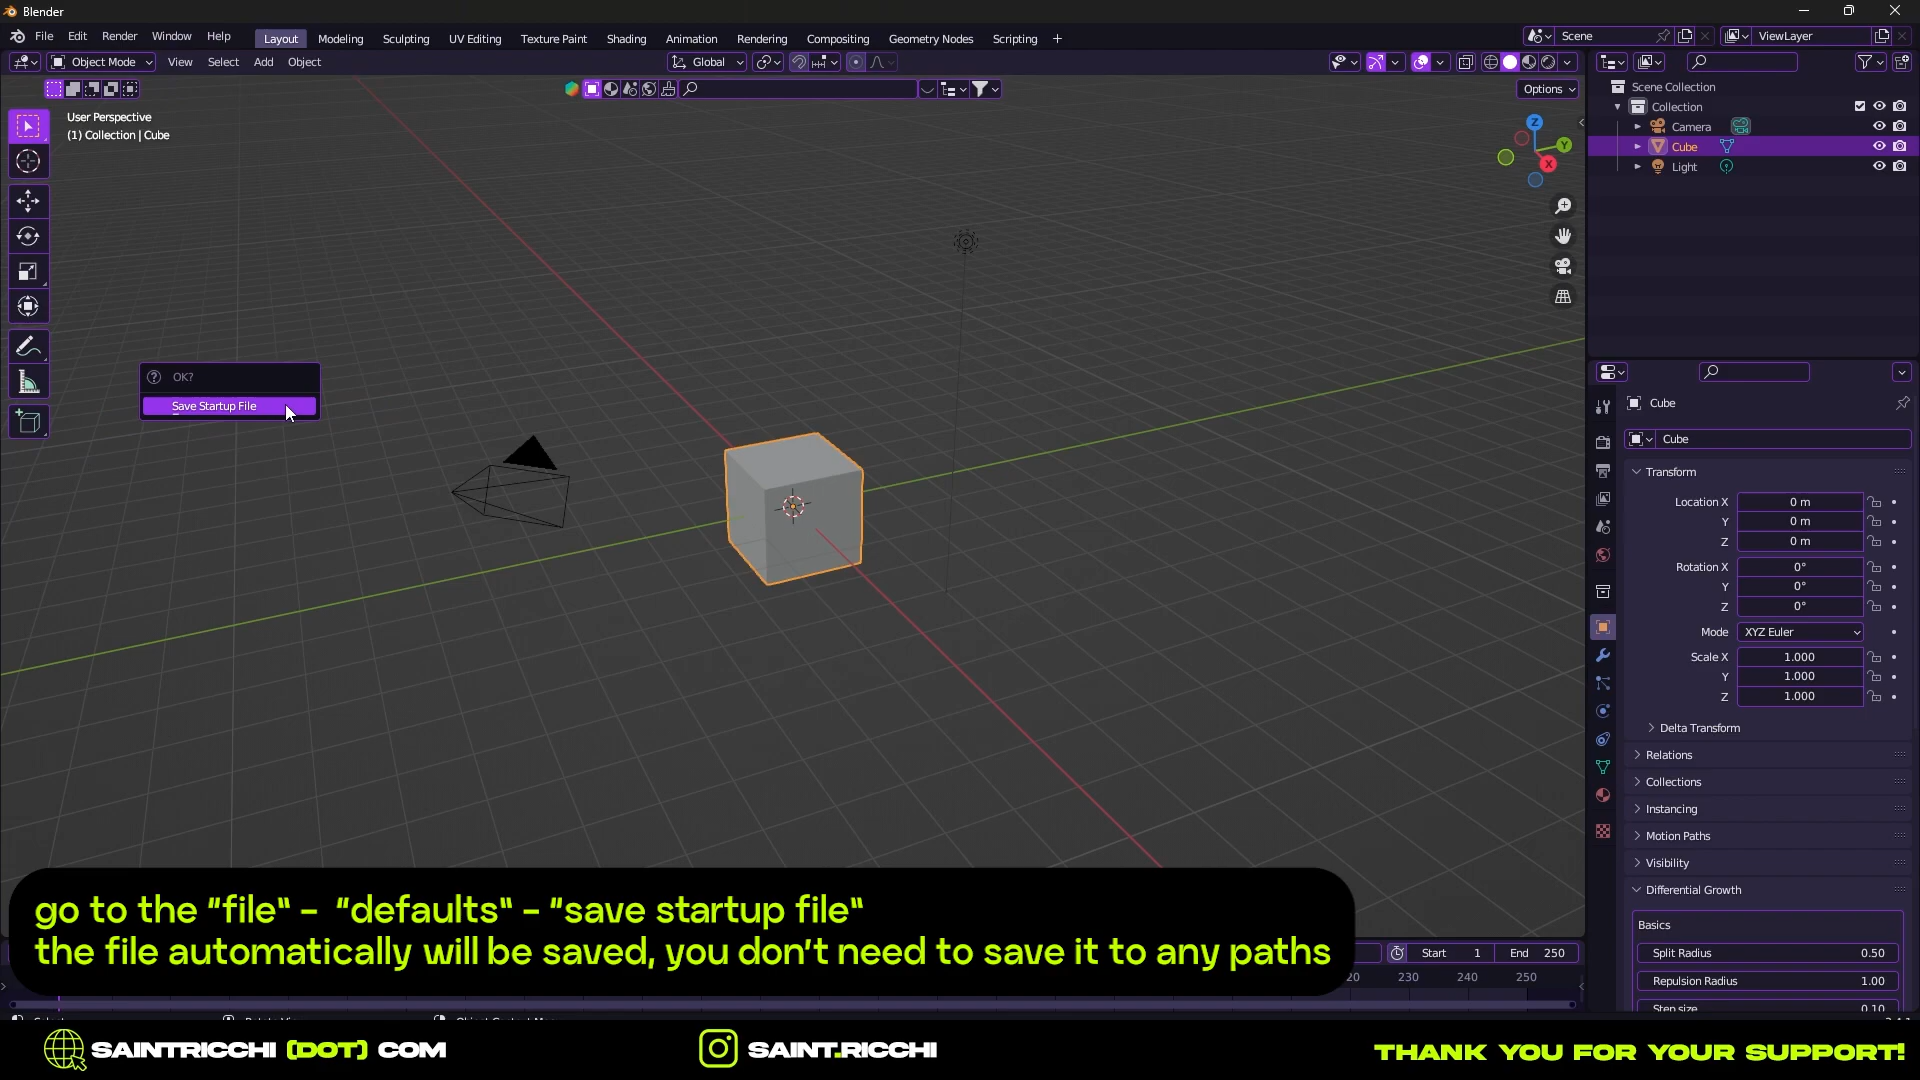 Blender
File Edit Render Window Help Layout Modeling Sculpting UV Editing Texture Paint Shading Animation Rendering Compositing Geometry Nodes Scripting + Scene ViewLayer
Object Mode View Select Add Object Global
Options
User Perspective
(1) Collection | Cube
Z
Y
X
Scene Collection
Collection
Camera
Cube
Light
OK?
Save Startup File
Cube
Cube
Transform
Location X 0 m
Y 0 m
Z 0 m
Rotation X 0°
Y 0°
Z 0°
Mode XYZ Euler
Scale X 1.000
Y 1.000
Z 1.000
Delta Transform
Relations
Collections
Instancing
Motion Paths
Visibility
Differential Growth
Basics
Split Radius 0.50
Repulsion Radius 1.00
Step size 0.10
go to the "file" - "defaults" - "save startup file"
the file automatically will be saved, you don't need to save it to any paths
Start 1 End 250
20 230 240 250
SAINTRICCHI (DOT) COM
SAINT.RICCHI
THANK YOU FOR YOUR SUPPORT!